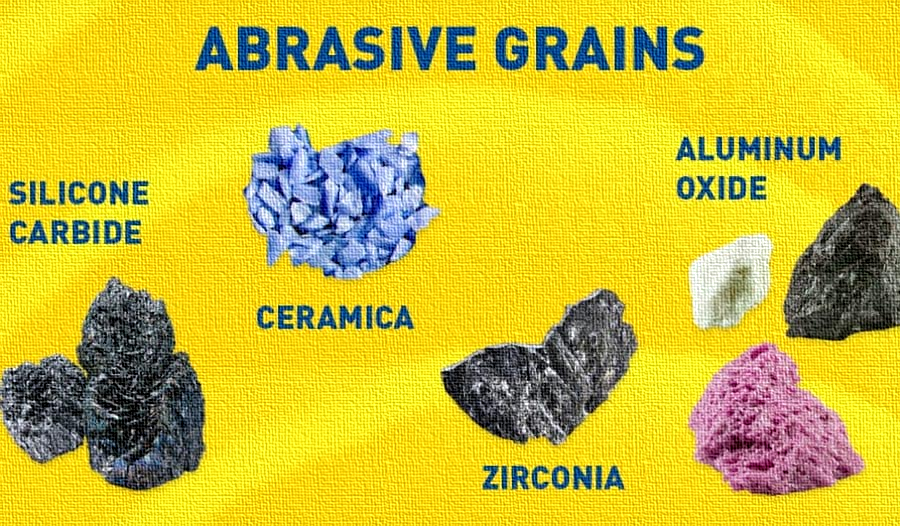 ABRASIVE GRAINS
SILICONE
CARBIDE
CERAMICA
ZIRCONIA
ALUMINUM
OXIDE